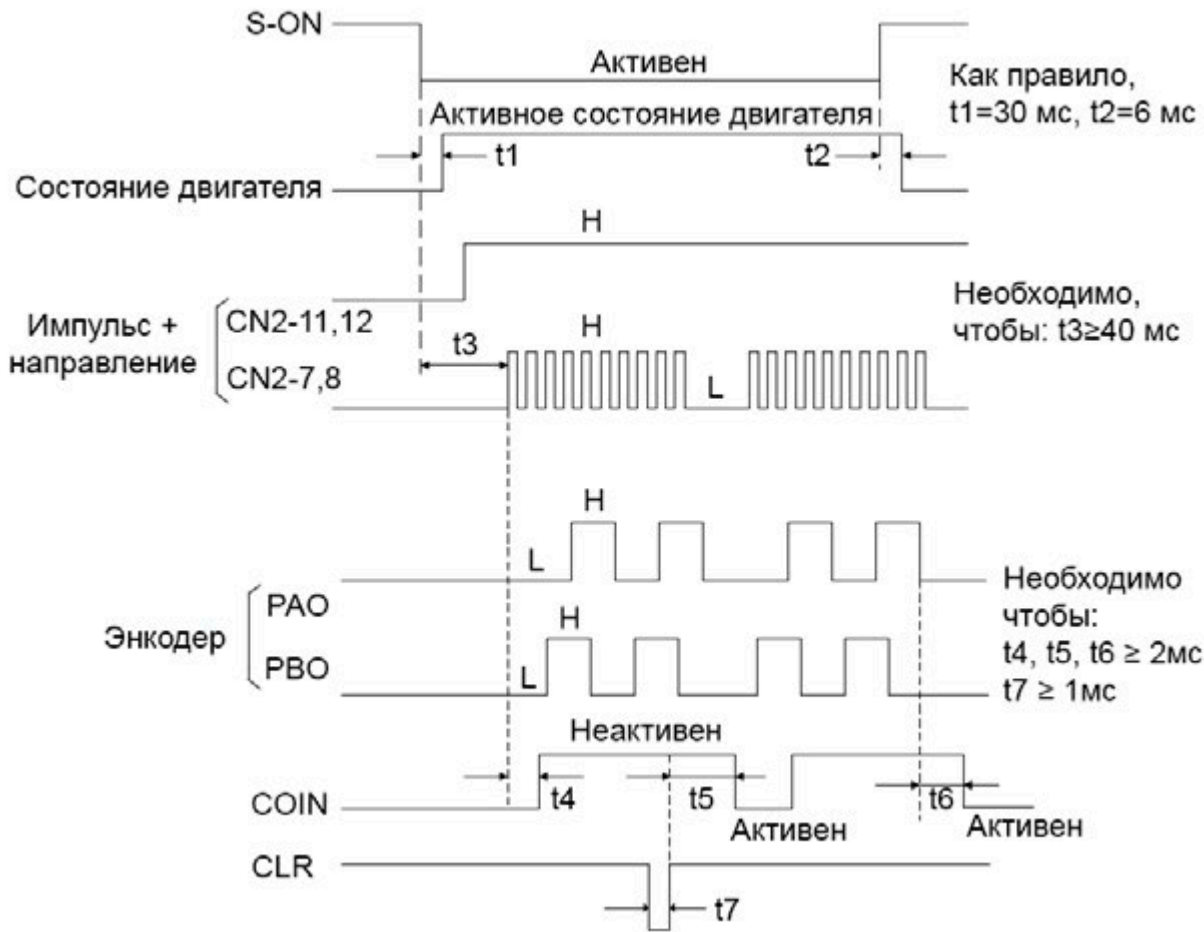 S-ON
Активен
Как правило,
t1=30 мс, t2=6 мс
Активное состояние двигателя
t1
t2
Состояние двигателя
H
Импульс +
направление
CN2-11,12
CN2-7,8
t3
H
L
Необходимо,
чтобы: t3≥40 мс
H
L
Энкодер
PAO
PBO
H
L
Необходимо
чтобы:
t4, t5, t6 ≥ 2мс
t7 ≥ 1мс
Неактивен
COIN
t4
t5
t6
Активен
Активен
CLR
t7